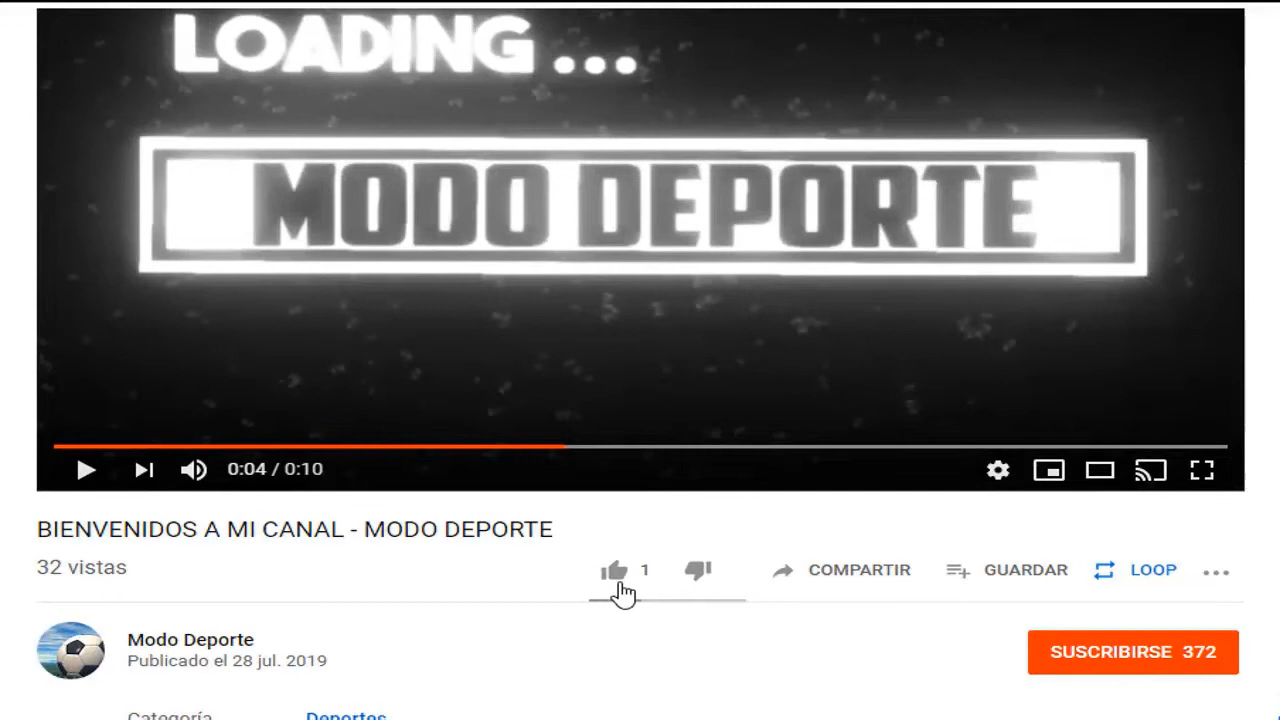 LOADING ...
MODO DEPORTE
0:04 / 0:10
BIENVENIDOS A MI CANAL - MODO DEPORTE
32 vistas
1
COMPARTIR
GUARDAR
LOOP
Modo Deporte
Publicado el 28 jul. 2019
SUSCRIBIRSE 372
Categoría
Deportes